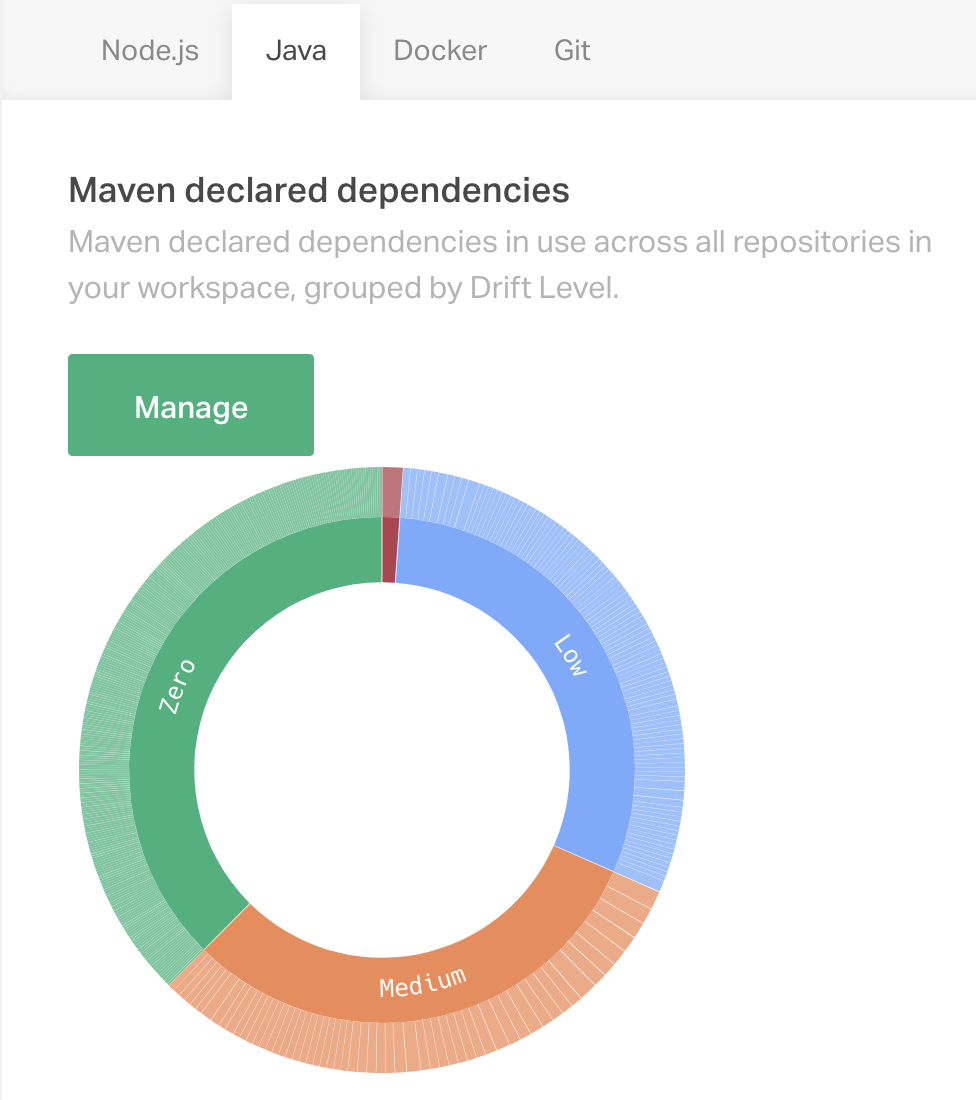 Node.js Java Docker Git
Maven declared dependencies
Maven declared dependencies in use across all repositories in
your workspace, grouped by Drift Level.
Manage
Low
Zero
Medium